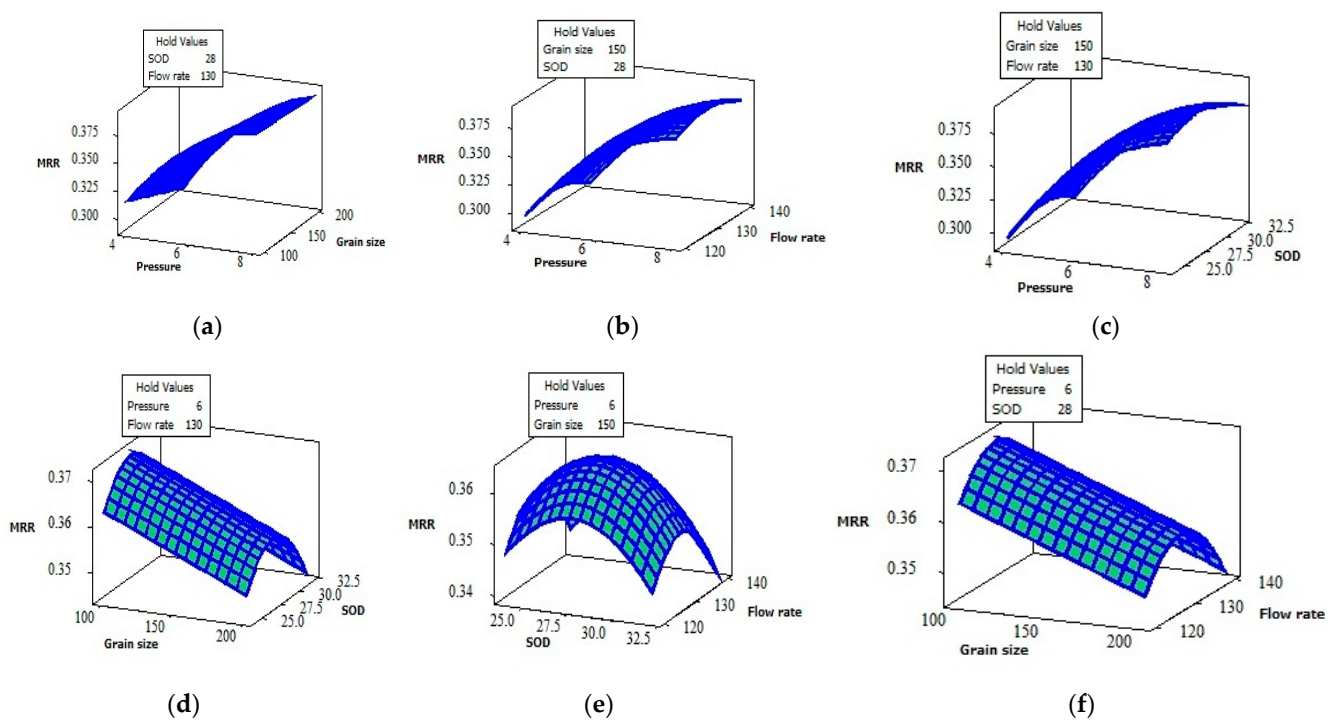 Hold Values
SOD 28
Flow rate 130
0.375
0.350
MRR
0.325
0.300
4
6
8
Pressure
100
150
200
Grain size
(a)
Hold Values
Grain size 150
SOD 28
0.375
0.350
MRR
0.325
0.300
4
6
8
Pressure
120
130
140
Flow rate
(b)
Hold Values
Grain size 150
Flow rate 130
0.375
0.350
MRR
0.325
0.300
4
6
8
Pressure
25.0
27.5
30.0
32.5
SOD
(c)
Hold Values
Pressure 6
Flow rate 130
0.37
0.36
MRR
0.35
100
150
200
Grain size
25.0
27.5
30.0
32.5
SOD
(d)
Hold Values
Pressure 6
Grain size 150
0.36
MRR
0.35
0.34
25.0
27.5
30.0
32.5
SOD
120
130
140
Flow rate
(e)
Hold Values
Pressure 6
SOD 28
0.37
0.36
MRR
0.35
100
150
200
Grain size
120
130
140
Flow rate
(f)